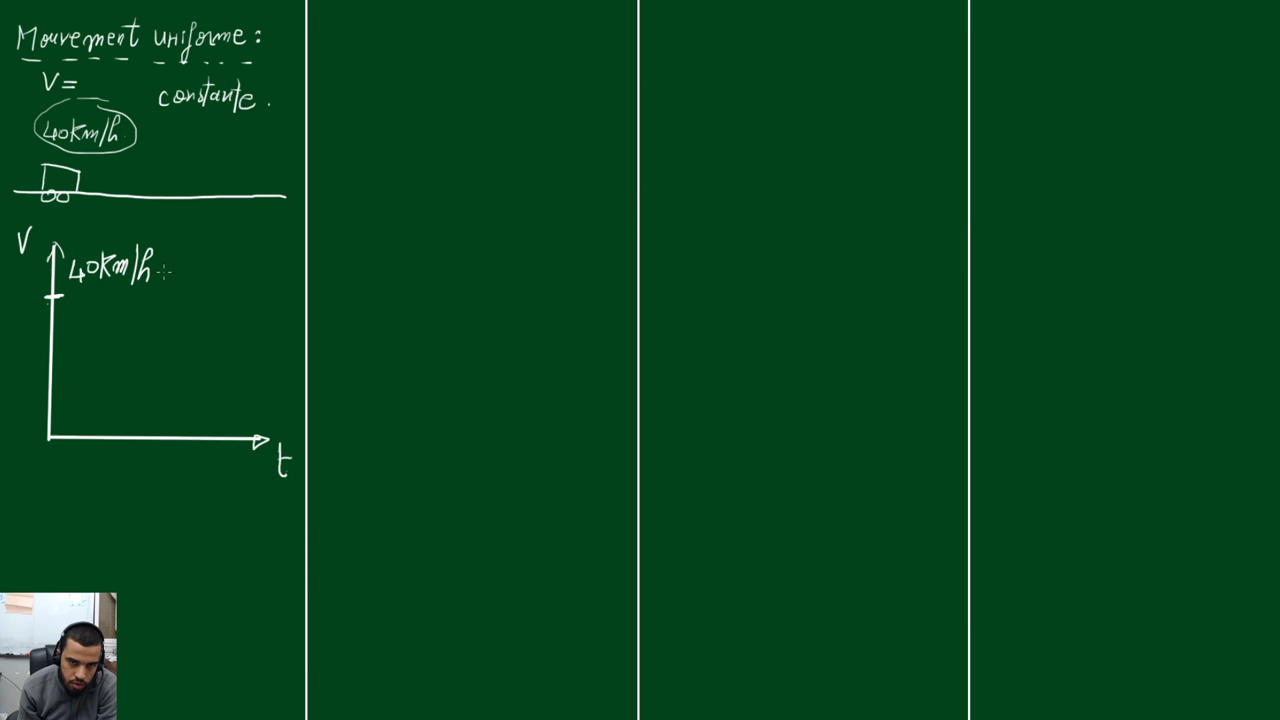 Mouvement uniforme :
V=
constante.
40Km/h
V
40Km/h
t